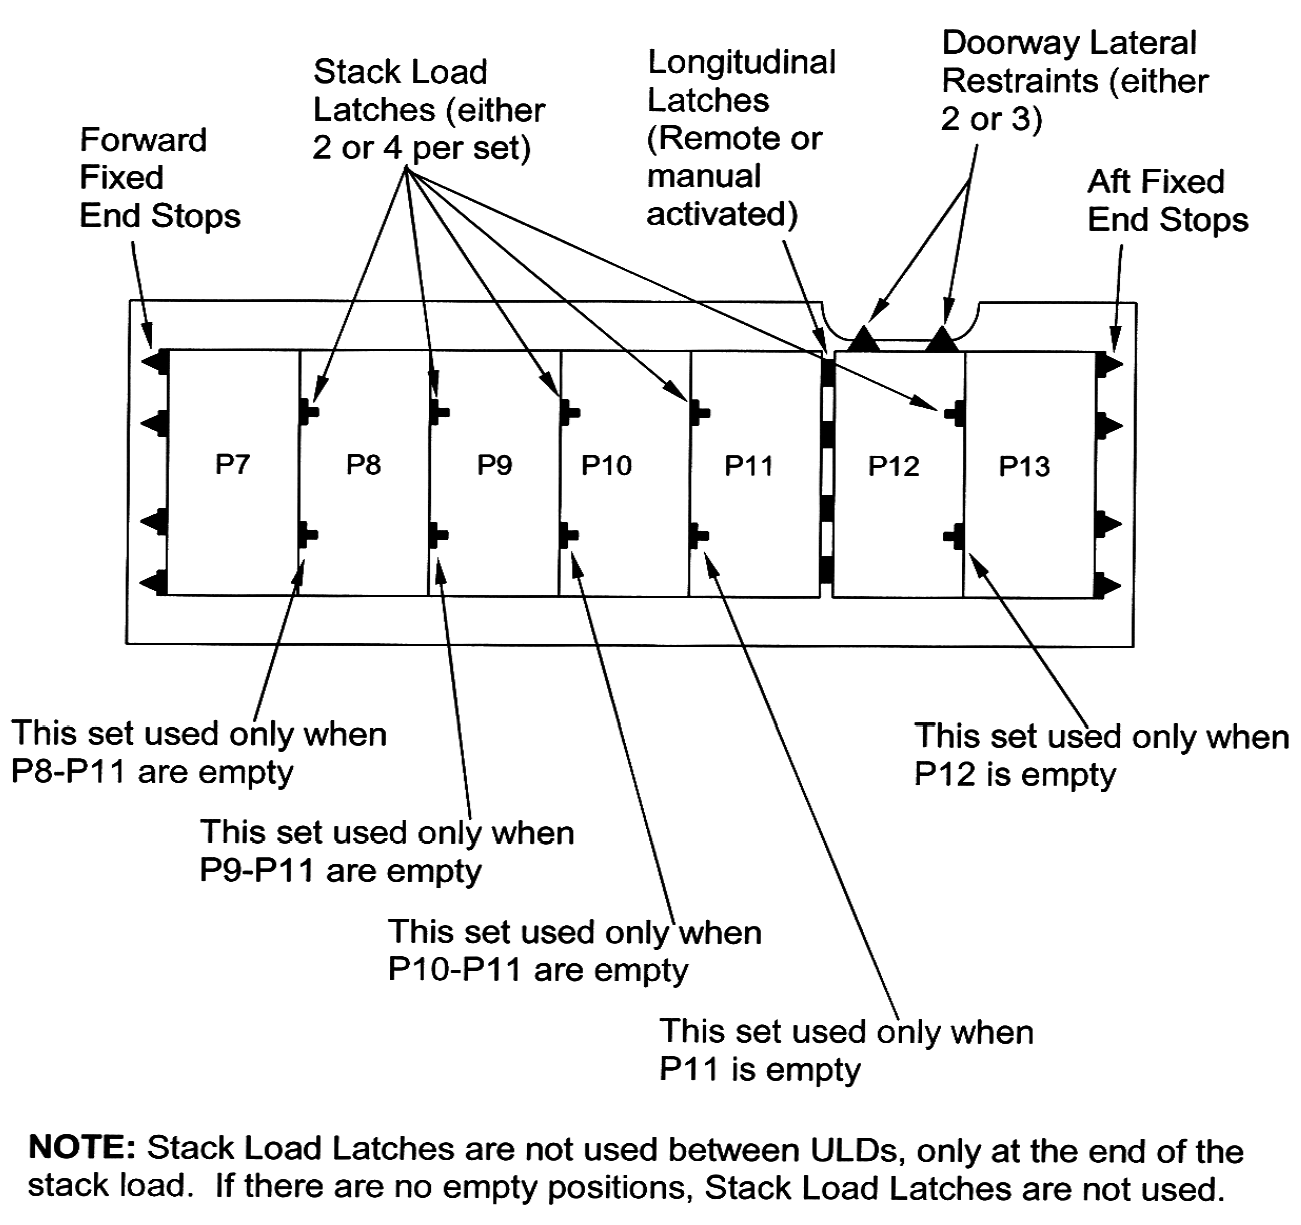 Forward
Fixed
End Stops
Stack Load
Latches (either
2 or 4 per set)
Longitudinal
Latches
(Remote or
manual
activated)
Doorway Lateral
Restraints (either
2 or 3)
Aft Fixed
End Stops
P7
P8
P9
P10
P11
P12
P13
This set used only when
P8-P11 are empty
This set used only when
P9-P11 are empty
This set used only when
P10-P11 are empty
This set used only when
P11 is empty
This set used only when
P12 is empty
NOTE: Stack Load Latches are not used between ULDs, only at the end of the
stack load. If there are no empty positions, Stack Load Latches are not used.